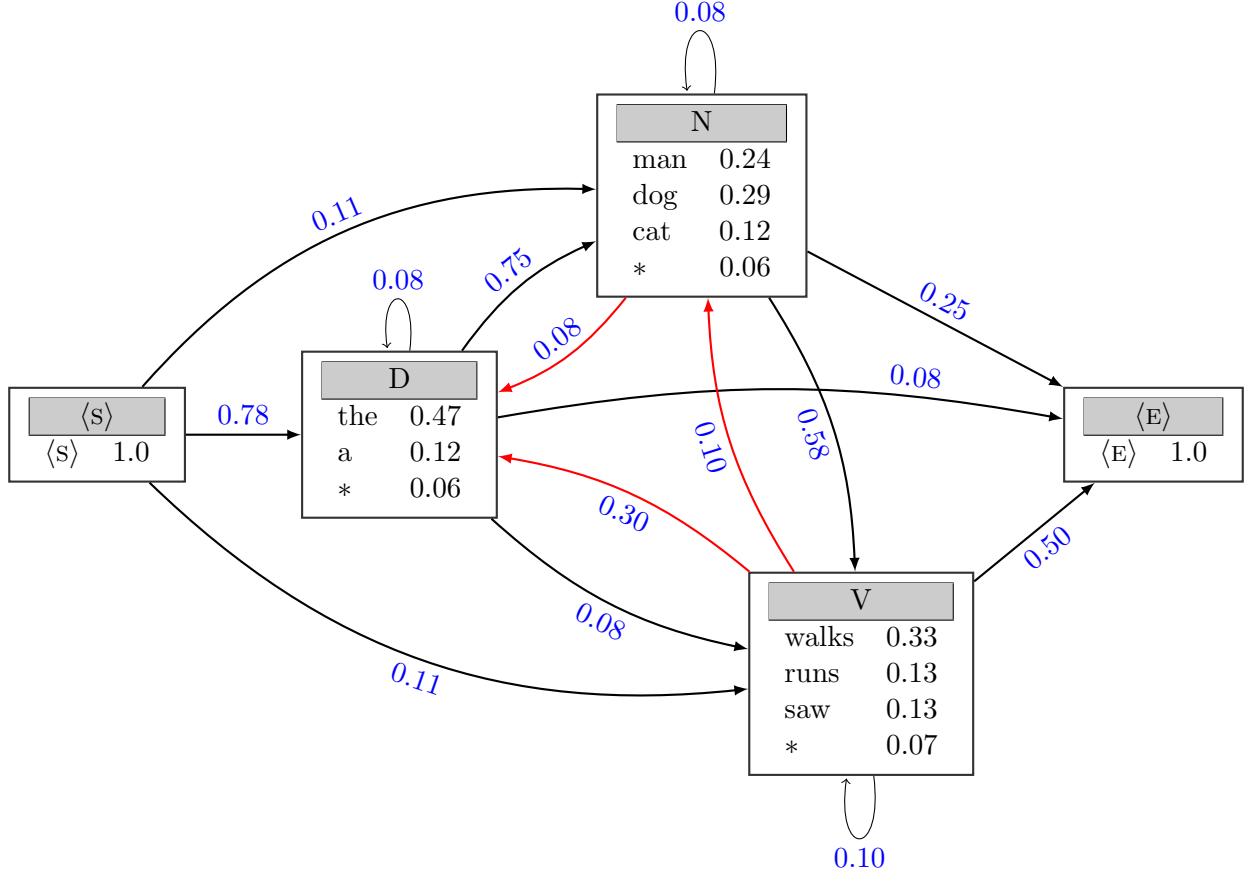 0.08
N
man 0.24
dog 0.29
cat 0.12
* 0.06
0.11
0.75
0.08
0.08
0.25
D
the 0.47
a 0.12
* 0.06
⟨S⟩
⟨S⟩ 1.0
0.78
0.08
0.58
0.10
⟨E⟩
⟨E⟩ 1.0
0.30
0.50
0.08
0.11
V
walks 0.33
runs 0.13
saw 0.13
* 0.07
0.10